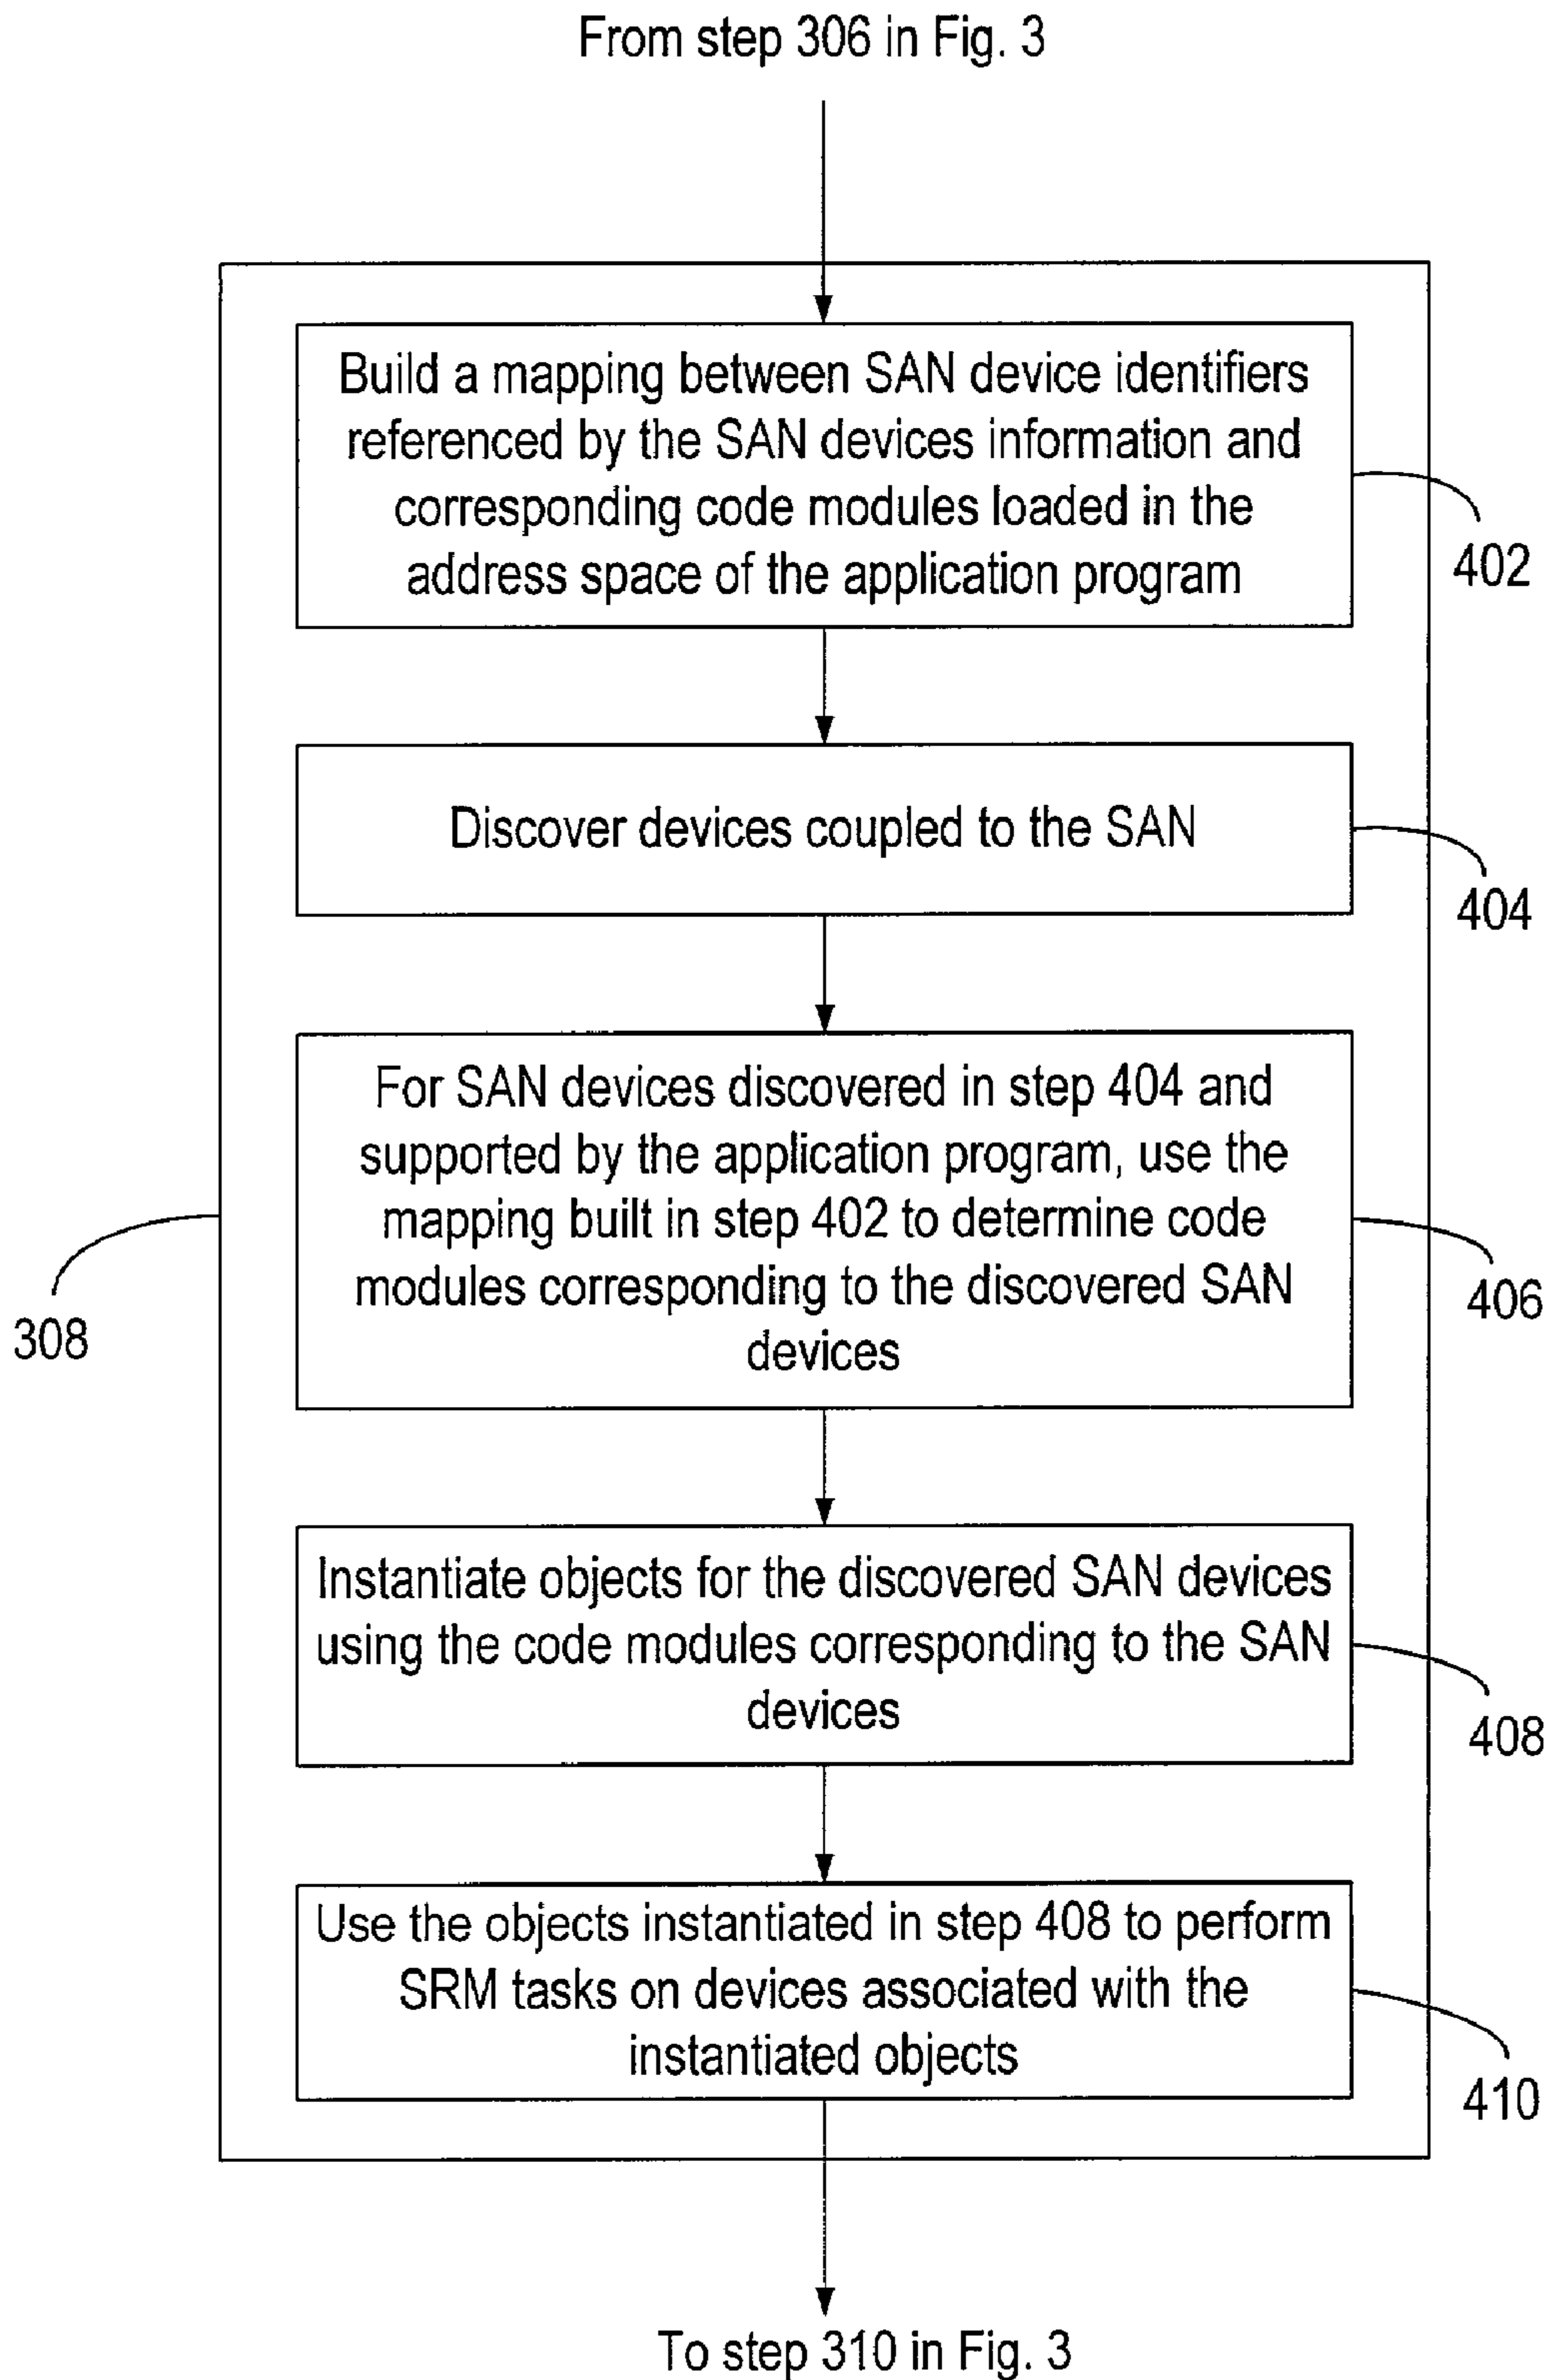 From step 306 in Fig. 3
Build a mapping between SAN device identifiers
referenced by the SAN devices information and
corresponding code modules loaded in the
address space of the application program
402
Discover devices coupled to the SAN
404
For SAN devices discovered in step 404 and
supported by the application program, use the
mapping built in step 402 to determine code
modules corresponding to the discovered SAN
devices
406
308
Instantiate objects for the discovered SAN devices
using the code modules corresponding to the SAN
devices
408
Use the objects instantiated in step 408 to perform
SRM tasks on devices associated with the
instantiated objects
410
To step 310 in Fig. 3